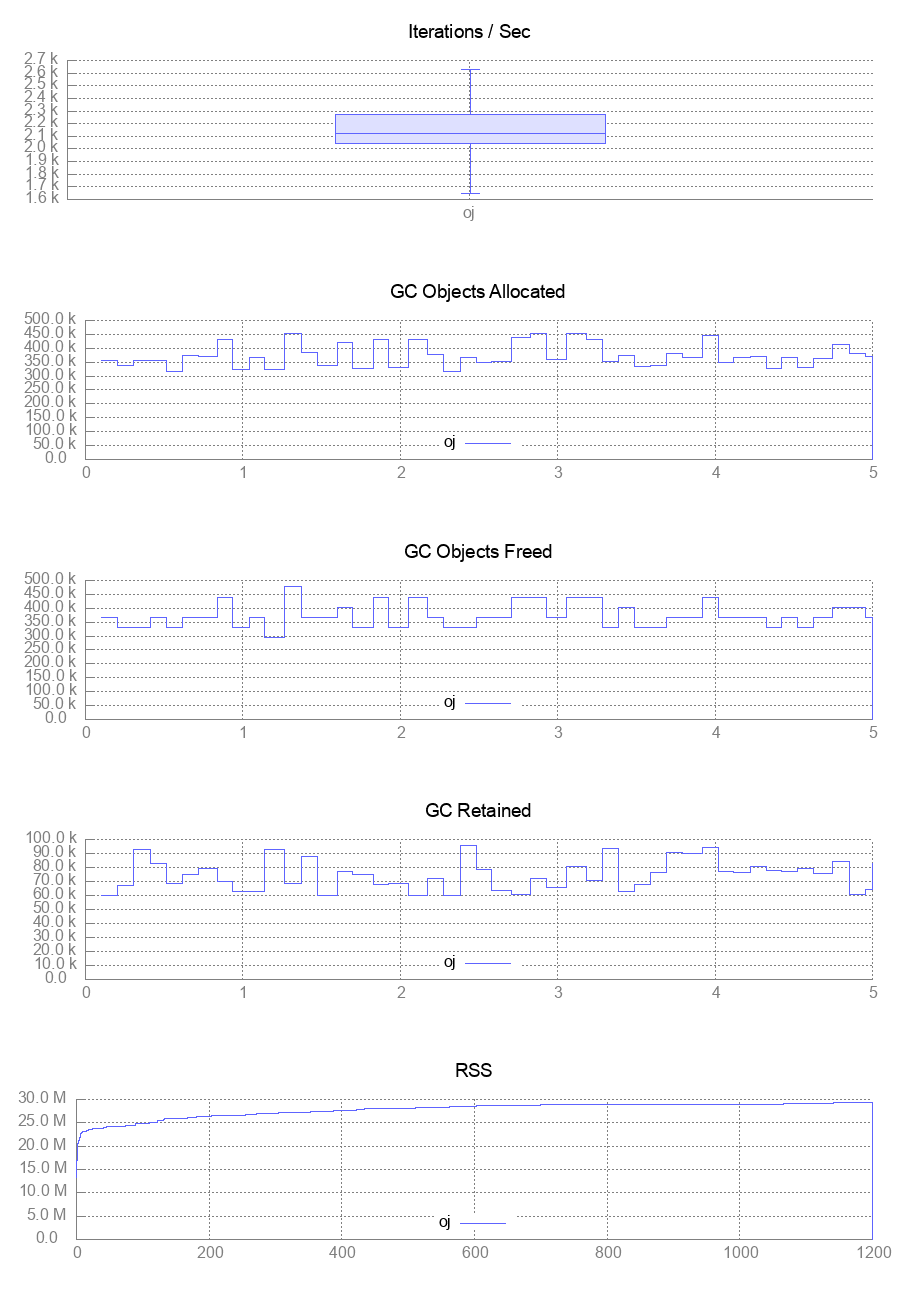 Iterations / Sec
2.7 k
2.6 k
2.5 k
2.4 k
2.3 k
2.2 k
2.1 k
2.0 k
1.9 k
1.8 k
1.7 k
1.6 k
oj
GC Objects Allocated
500.0 k
450.0 k
400.0 k
350.0 k
300.0 k
250.0 k
200.0 k
150.0 k
100.0 k
50.0 k
0.0
oj
0 1 2 3 4 5
GC Objects Freed
500.0 k
450.0 k
400.0 k
350.0 k
300.0 k
250.0 k
200.0 k
150.0 k
100.0 k
50.0 k
0.0
oj
0 1 2 3 4 5
GC Retained
100.0 k
90.0 k
80.0 k
70.0 k
60.0 k
50.0 k
40.0 k
30.0 k
20.0 k
10.0 k
0.0
oj
0 1 2 3 4 5
RSS
30.0 M
25.0 M
20.0 M
15.0 M
10.0 M
5.0 M
0.0
oj
0 200 400 600 800 1000 1200